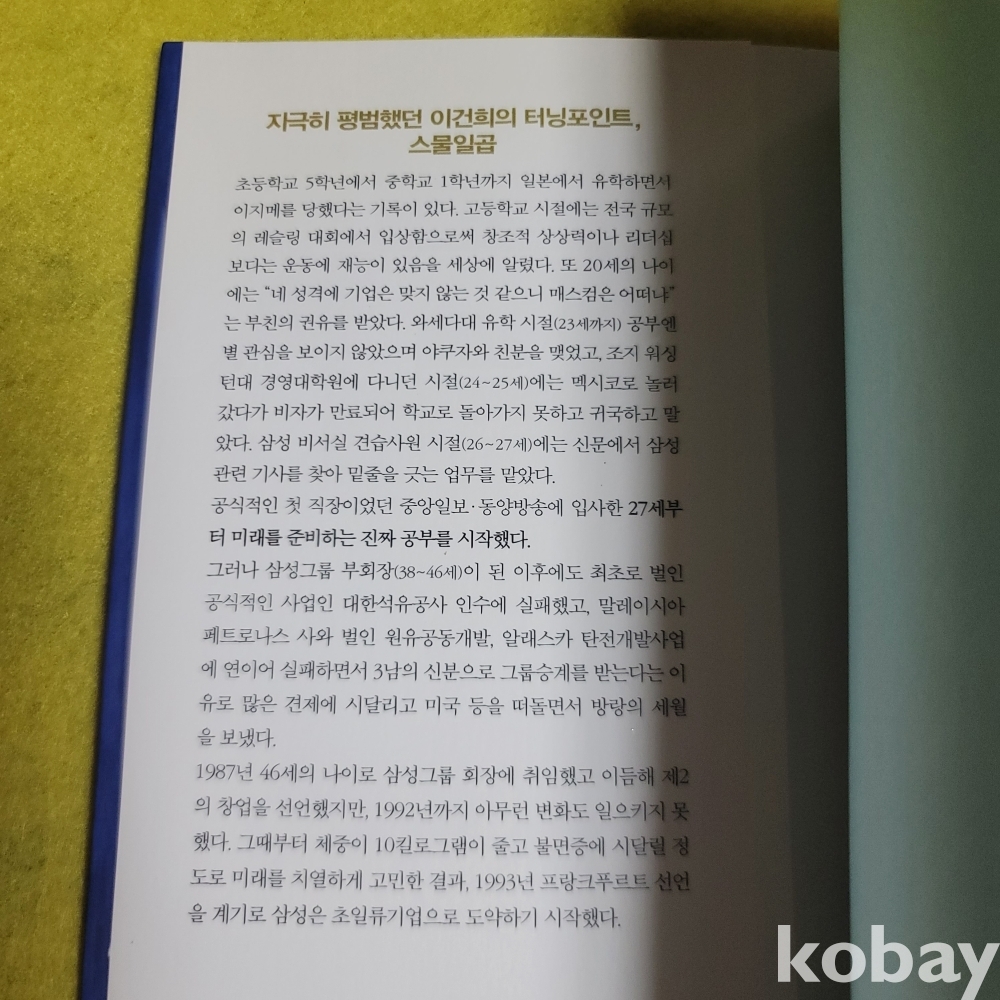 지극히 평범했던 이건희의 터닝포인트,
스물일곱
초등학교 5학년에서 중학교 1학년까지 일본에서 유학하면서
이지메를 당했다는 기록이 있다. 고등학교 시절에는 전국 규모
의 레슬링 대회에서 입상함으로써 창조적 상상력이나 리더십
보다는 운동에 재능이 있음을 세상에 알렸다. 또 20세의 나이
에는 “네 성격에 기업은 맞지 않는 것 같으니 매스컴은 어떠냐”
는 부친의 권유를 받았다. 와세다대 유학 시절(23세까지) 공부엔
별 관심을 보이지 않았으며 야쿠자와 친분을 맺었고, 조지 워싱
턴대 경영대학원에 다니던 시절(24~25세)에는 멕시코로 놀러
갔다가 비자가 만료되어 학교로 돌아가지 못하고 귀국하고 말
았다. 삼성 비서실 견습사원 시절(26~27세)에는 신문에서 삼성
관련 기사를 찾아 밑줄을 긋는 업무를 맡았다.
공식적인 첫 직장이었던 중앙일보·동양방송에 입사한 27세부
터 미래를 준비하는 진짜 공부를 시작했다.
그러나 삼성그룹 부회장(38~46세)이 된 이후에도 최초로 벌인
공식적인 사업인 대한석유공사 인수에 실패했고, 말레이시아
페트로나스 사와 벌인 원유공동개발, 알래스카 탄전개발사업
에 연이어 실패하면서 3남의 신분으로 그룹승계를 받는다는 이
유로 많은 견제에 시달리고 미국 등을 떠돌면서 방랑의 세월
을 보냈다.
1987년 46세의 나이로 삼성그룹 회장에 취임했고 이듬해 제2
의 창업을 선언했지만, 1992년까지 아무런 변화도 일으키지 못
했다. 그때부터 체중이 10킬로그램이 줄고 불면증에 시달릴 정
도로 미래를 치열하게 고민한 결과, 1993년 프랑크푸르트 선언
을 계기로 삼성은 초일류기업으로 도약하기 시작했다.
kobay